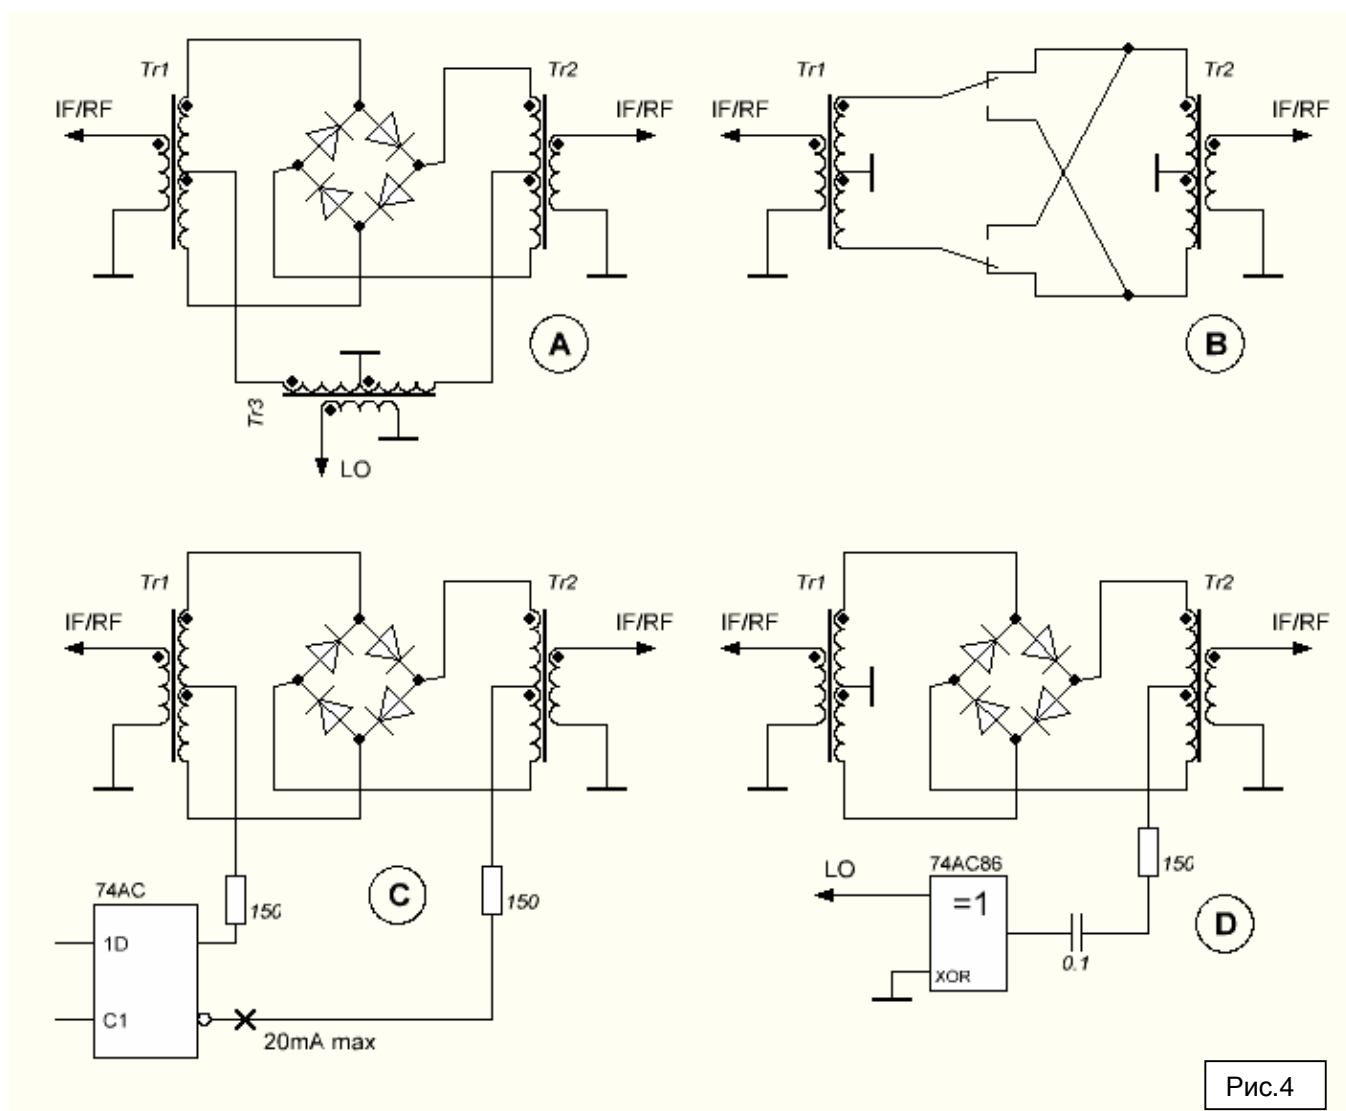 Tr1
Tr2
IF/RF
IF/RF
A
Tr3
LO
Tr1
Tr2
IF/RF
IF/RF
B
Tr1
Tr2
IF/RF
IF/RF
74AC
150
150
C
1D
C1
20mA max
Tr1
Tr2
IF/RF
IF/RF
LO
74AC86
=1
XOR
150
0.1
D
Рис.4